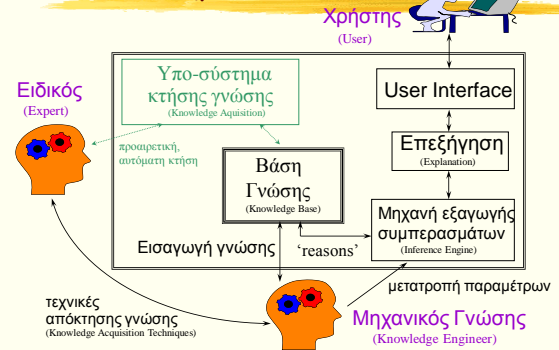 Χρήστης
(User)
Υπο-σύστημα
κτήσης γνώσης
(Knowledge Aquisition)
User Interface
Ειδικός
(Expert)
προαιρετική,
αυτόματη κτήση
Επεξήγηση
(Explanation)
Βάση
Γνώσης
(Knowledge Base)
Μηχανή εξαγωγής
συμπερασμάτων
(Inference Engine)
Εισαγωγή γνώσης
‘reasons’
μετατροπή παραμέτρων
τεχνικές
απόκτησης γνώσης
(Knowledge Acquisition Techniques)
Μηχανικός Γνώσης
(Knowledge Engineer)